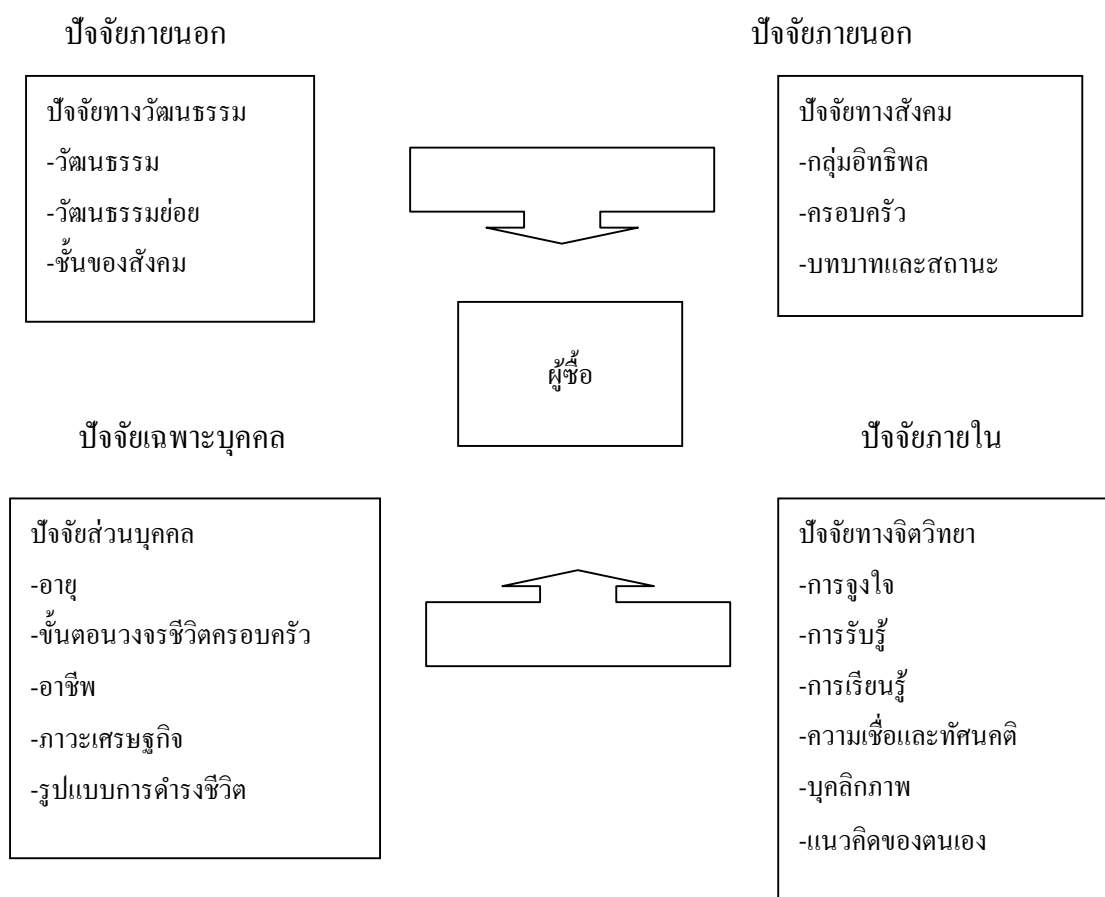 ปัจจัยภายนอก
ปัจจัยภายนอก
ปัจจัยทางวัฒนธรรม
-วัฒนธรรม
-วัฒนธรรมย่อย
-ชั้นของสังคม
ปัจจัยทางสังคม
-กลุ่มอิทธิพล
-ครอบครัว
-บทบาทและสถานะ
ผู้ซื้อ
ปัจจัยเฉพาะบุคคล
ปัจจัยภายใน
ปัจจัยส่วนบุคคล
-อายุ
-ขั้นตอนวงจรชีวิตครอบครัว
-อาชีพ
-ภาวะเศรษฐกิจ
-รูปแบบการดำรงชีวิต
ปัจจัยทางจิตวิทยา
-การจูงใจ
-การรับรู้
-การเรียนรู้
-ความเชื่อและทัศนคติ
-บุคลิกภาพ
-แนวคิดของตนเอง